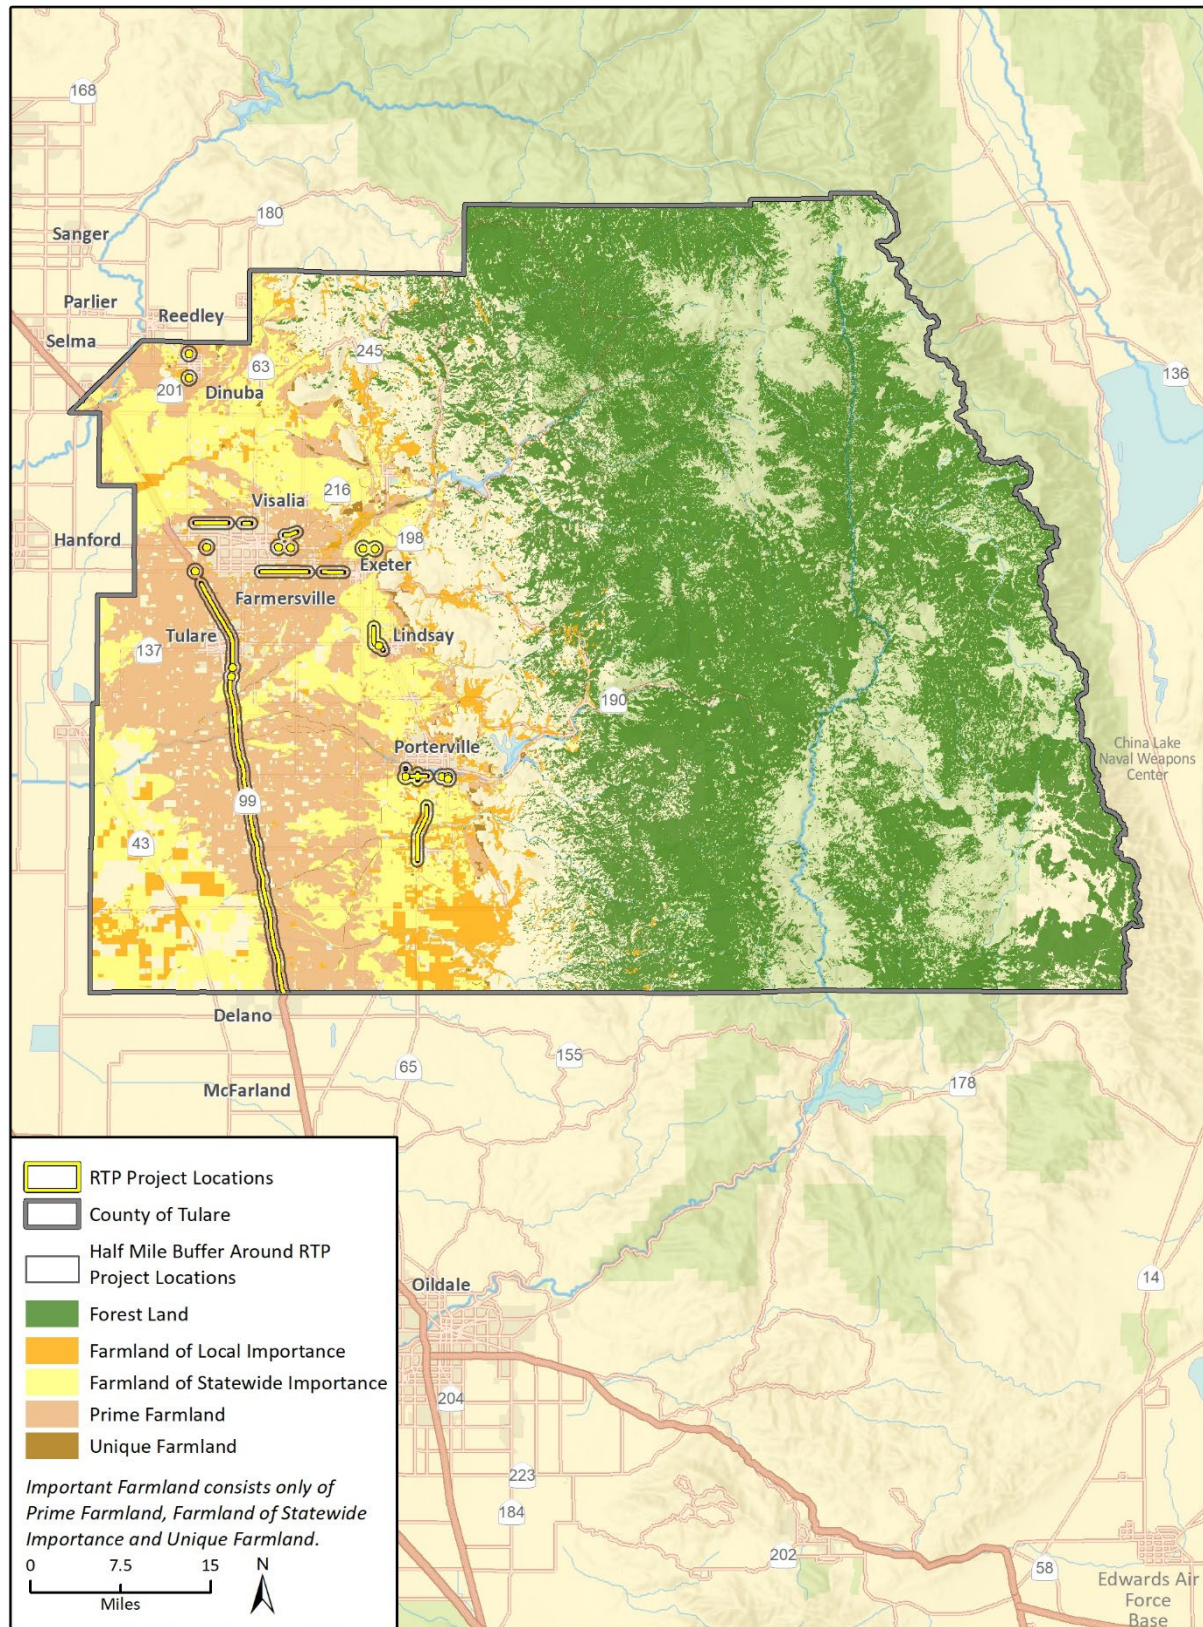 168
180
Sanger
Parlier
Reedley
Selma
245
63
201
Dinuba
136
216
Visalia
Hanford
198
Exeter
Farmersville
Tulare
Lindsay
137
190
Porterville
China Lake
Naval Weapons
Center
99
43
Delano
155
65
178
McFarland
RTP Project Locations
County of Tulare
Half Mile Buffer Around RTP
Project Locations
Forest Land
Farmland of Local Importance
Farmland of Statewide Importance
Prime Farmland
Unique Farmland
Important Farmland consists only of
Prime Farmland, Farmland of Statewide
Importance and Unique Farmland.
0 7.5 15
Miles
N
Oildale
14
204
223
184
202
58
Edwards Air
Force
Base